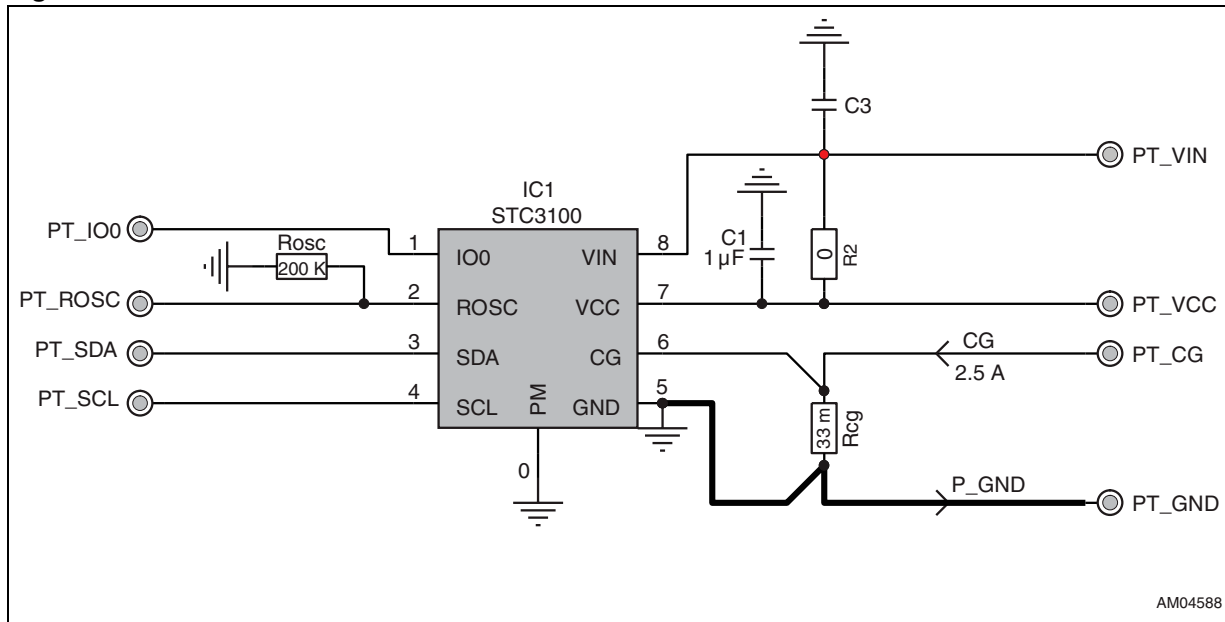 C3
PT_VIN
IC1
STC3100
PT_IO0
1
IO0
VIN
8
C1
1 µF
0
R2
Rosc
200 K
PT_ROSC
2
ROSC
VCC
7
PT_VCC
PT_SDA
3
SDA
CG
6
CG
2.5 A
PT_CG
PT_SCL
4
SCL
PM
GND
5
33 m
Rcg
0
P_GND
PT_GND
AM04588